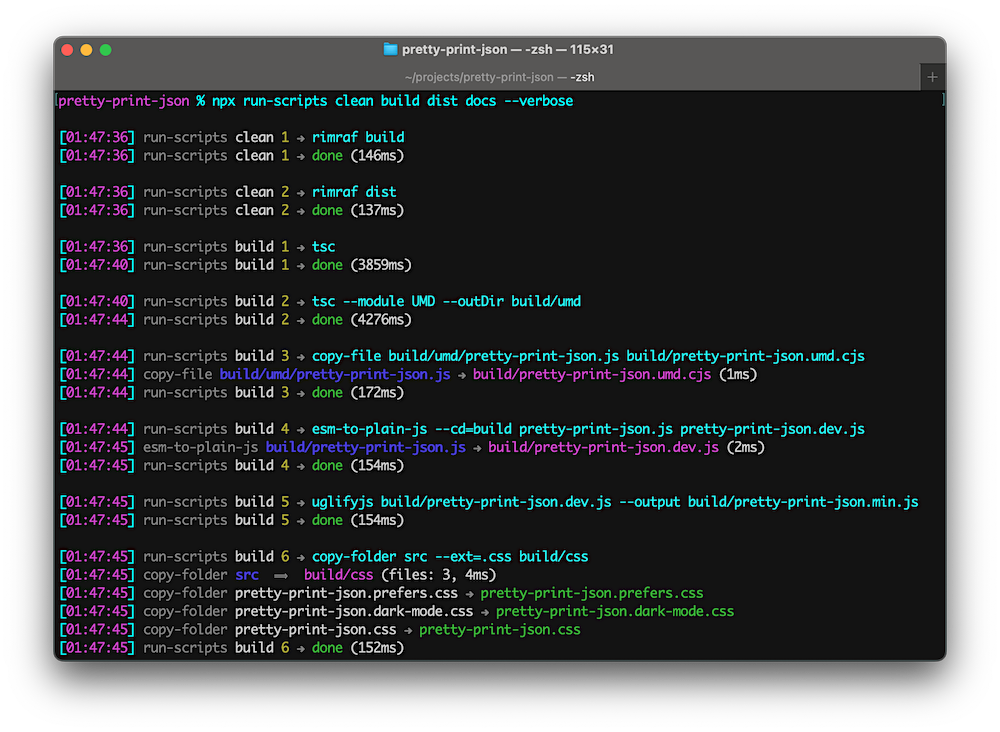 pretty-print-json — -zsh — 115×31
~/projects/pretty-print-json — -zsh
+
[pretty-print-json % npx run-scripts clean build dist docs --verbose ]
[01:47:36] run-scripts clean 1 → rimraf build
[01:47:36] run-scripts clean 1 → done (146ms)
[01:47:36] run-scripts clean 2 → rimraf dist
[01:47:36] run-scripts clean 2 → done (137ms)
[01:47:36] run-scripts build 1 → tsc
[01:47:40] run-scripts build 1 → done (3859ms)
[01:47:40] run-scripts build 2 → tsc --module UMD --outDir build/umd
[01:47:44] run-scripts build 2 → done (4276ms)
[01:47:44] run-scripts build 3 → copy-file build/umd/pretty-print-json.js build/pretty-print-json.umd.cjs
[01:47:44] copy-file build/umd/pretty-print-json.js → build/pretty-print-json.umd.cjs (1ms)
[01:47:44] run-scripts build 3 → done (172ms)
[01:47:44] run-scripts build 4 → esm-to-plain-js --cd=build pretty-print-json.js pretty-print-json.dev.js
[01:47:45] esm-to-plain-js build/pretty-print-json.js → build/pretty-print-json.dev.js (2ms)
[01:47:45] run-scripts build 4 → done (154ms)
[01:47:45] run-scripts build 5 → uglifyjs build/pretty-print-json.dev.js --output build/pretty-print-json.min.js
[01:47:45] run-scripts build 5 → done (154ms)
[01:47:45] run-scripts build 6 → copy-folder src --ext=.css build/css
[01:47:45] copy-folder src ⟹ build/css (files: 3, 4ms)
[01:47:45] copy-folder pretty-print-json.prefers.css → pretty-print-json.prefers.css
[01:47:45] copy-folder pretty-print-json.dark-mode.css → pretty-print-json.dark-mode.css
[01:47:45] copy-folder pretty-print-json.css → pretty-print-json.css
[01:47:45] run-scripts build 6 → done (152ms)